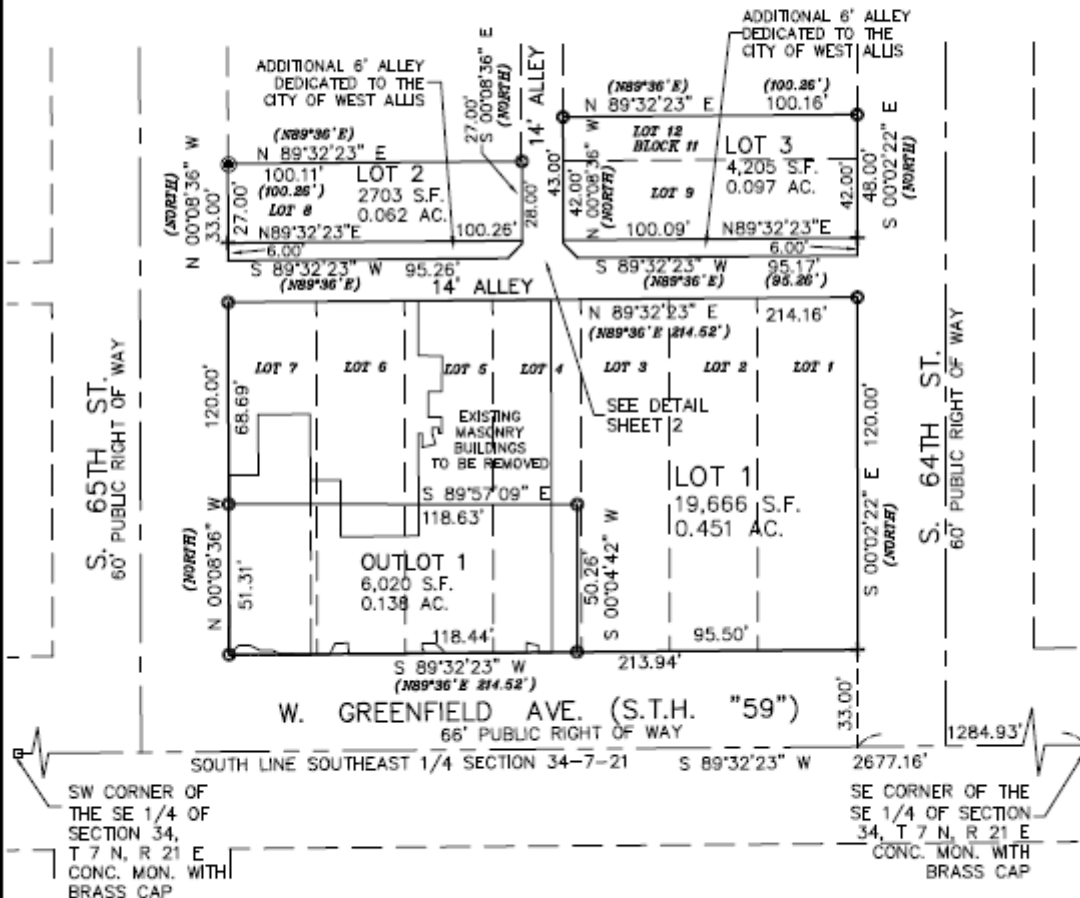 ADDITIONAL 6' ALLEY
DEDICATED TO THE
CITY OF WEST ALLIS
ADDITIONAL 6' ALLEY
DEDICATED TO THE
CITY OF WEST ALLIS
27.00'
S 00°08'36" E
(NORTH)
14' ALLEY
(N89°36'E)
N 89°32'23" E
100.11'
(100.26')
LOT 8
LOT 2
2703 S.F.
0.062 AC.
(NORTH)
N 00°08'36" W
33.00'
27.00'
N89°32'23"E
100.26'
6.00'
S 89°32'23" W 95.26'
(N89°36'E)
28.00'
43.00'
42.00'
N 00°08'36" W
(NORTH)
(N89°36'E) (100.26')
N 89°32'23" E 100.16'
LOT 12
BLOCK 11
LOT 9
LOT 3
4,205 S.F.
0.097 AC.
42.00'
48.00'
S 00°02'22" E
(NORTH)
100.09' N89°32'23"E
6.00'
S 89°32'23" W 95.17'
(N89°36'E) (95.26')
14' ALLEY
N 89°32'23" E 214.16'
(N89°36'E 214.52')
LOT 7
LOT 6
LOT 5
LOT 4
LOT 3
LOT 2
LOT 1
S. 65TH ST.
60' PUBLIC RIGHT OF WAY
120.00'
68.69'
EXISTING
MASONRY
BUILDINGS
TO BE REMOVED
SEE DETAIL
SHEET 2
LOT 1
19,666 S.F.
0.451 AC.
120.00'
S 00°02'22" E
(NORTH)
S. 64TH ST.
60' PUBLIC RIGHT OF WAY
S 89°57'09" E
118.63'
(NORTH)
N 00°08'36" W
51.31'
OUTLOT 1
6,020 S.F.
0.138 AC.
50.26'
S 00°04'42" W
118.44'
95.50'
S 89°32'23" W
213.94'
(N89°36'E 214.52')
W. GREENFIELD AVE. (S.T.H. "59")
66' PUBLIC RIGHT OF WAY
33.00'
1284.93'
SOUTH LINE SOUTHEAST 1/4 SECTION 34-7-21 S 89°32'23" W 2677.16'
SW CORNER OF
THE SE 1/4 OF
SECTION 34,
T 7 N, R 21 E
CONC. MON. WITH
BRASS CAP
SE CORNER OF THE
SE 1/4 OF SECTION
34, T 7 N, R 21 E
CONC. MON. WITH
BRASS CAP